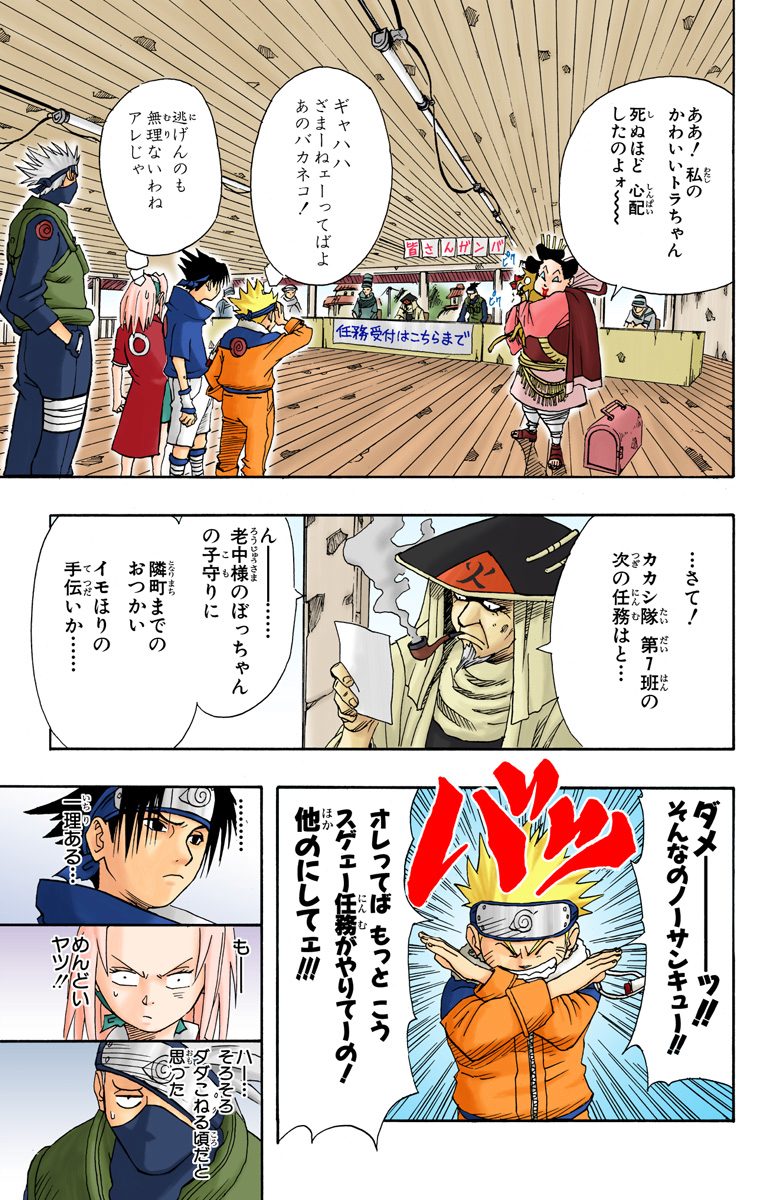 ああ！私の
かわいいトラちゃん
死ぬほど心配
したのよォ〜〜
ギャハハ
ざまーねェーってばよ
あのバカネコ！
逃げんのも
無理ないわね
アレじゃ
皆さんガンバ
任務受付はこちらまで
…さて！
カカシ隊 第7班の
次の任務はと…
んー………
老中様のぼっちゃん
の子守りに
隣町までの
おつかい
イモほりの
手伝いか……
火
ダメーーーッ!!
そんなのノーサンキュー!!
バッツ
オレってば もっと こう
スゲェー任務がやりてーの！
他のにしてェ!!!
………
一理ある…
もー
めんどい
ヤツ!!
ハー…
そろそろ
ダダこねる頃だと
思った